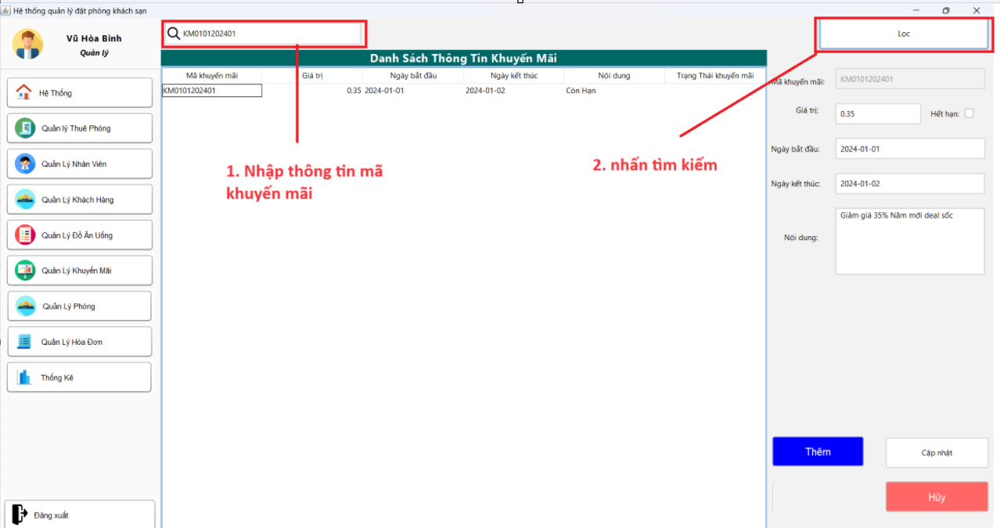 Hệ thống quản lý đặt phòng khách sạn
Vũ Hòa Bình
Quản lý
Hệ Thống
Quản lý Thuê Phòng
Quản Lý Nhân Viên
Quản Lý Khách Hàng
Quản Lý Đồ Ăn Uống
Quản Lý Khuyến Mãi
Quản Lý Phòng
Quản Lý Hóa Đơn
Thống Kê
Đăng xuất
KM0101202401
Lọc
Danh Sách Thông Tin Khuyến Mãi
Mã khuyến mãi Giá trị Ngày bắt đầu Ngày kết thúc Nội dung Trạng Thái khuyến mãi
KM0101202401 0.35 2024-01-01 2024-01-02 Còn Hạn
1. Nhập thông tin mã
khuyến mãi
2. nhấn tìm kiếm
Mã khuyến mãi: KM0101202401
Giá trị: 0.35 Hết hạn:
Ngày bắt đầu: 2024-01-01
Ngày kết thúc: 2024-01-02
Nội dung: Giảm giá 35% Năm mới deal sốc
Thêm
Cập nhật
Hủy